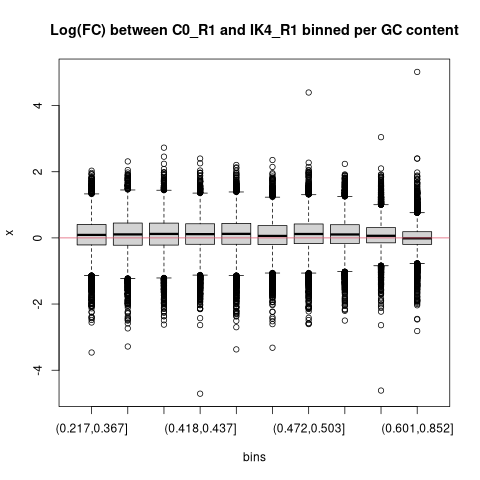 Log(FC) between C0_R1 and IK4_R1 binned per GC content
4
2
0
-2
-4
x
(0.217,0.367] (0.418,0.437] (0.472,0.503] (0.601,0.852]
bins